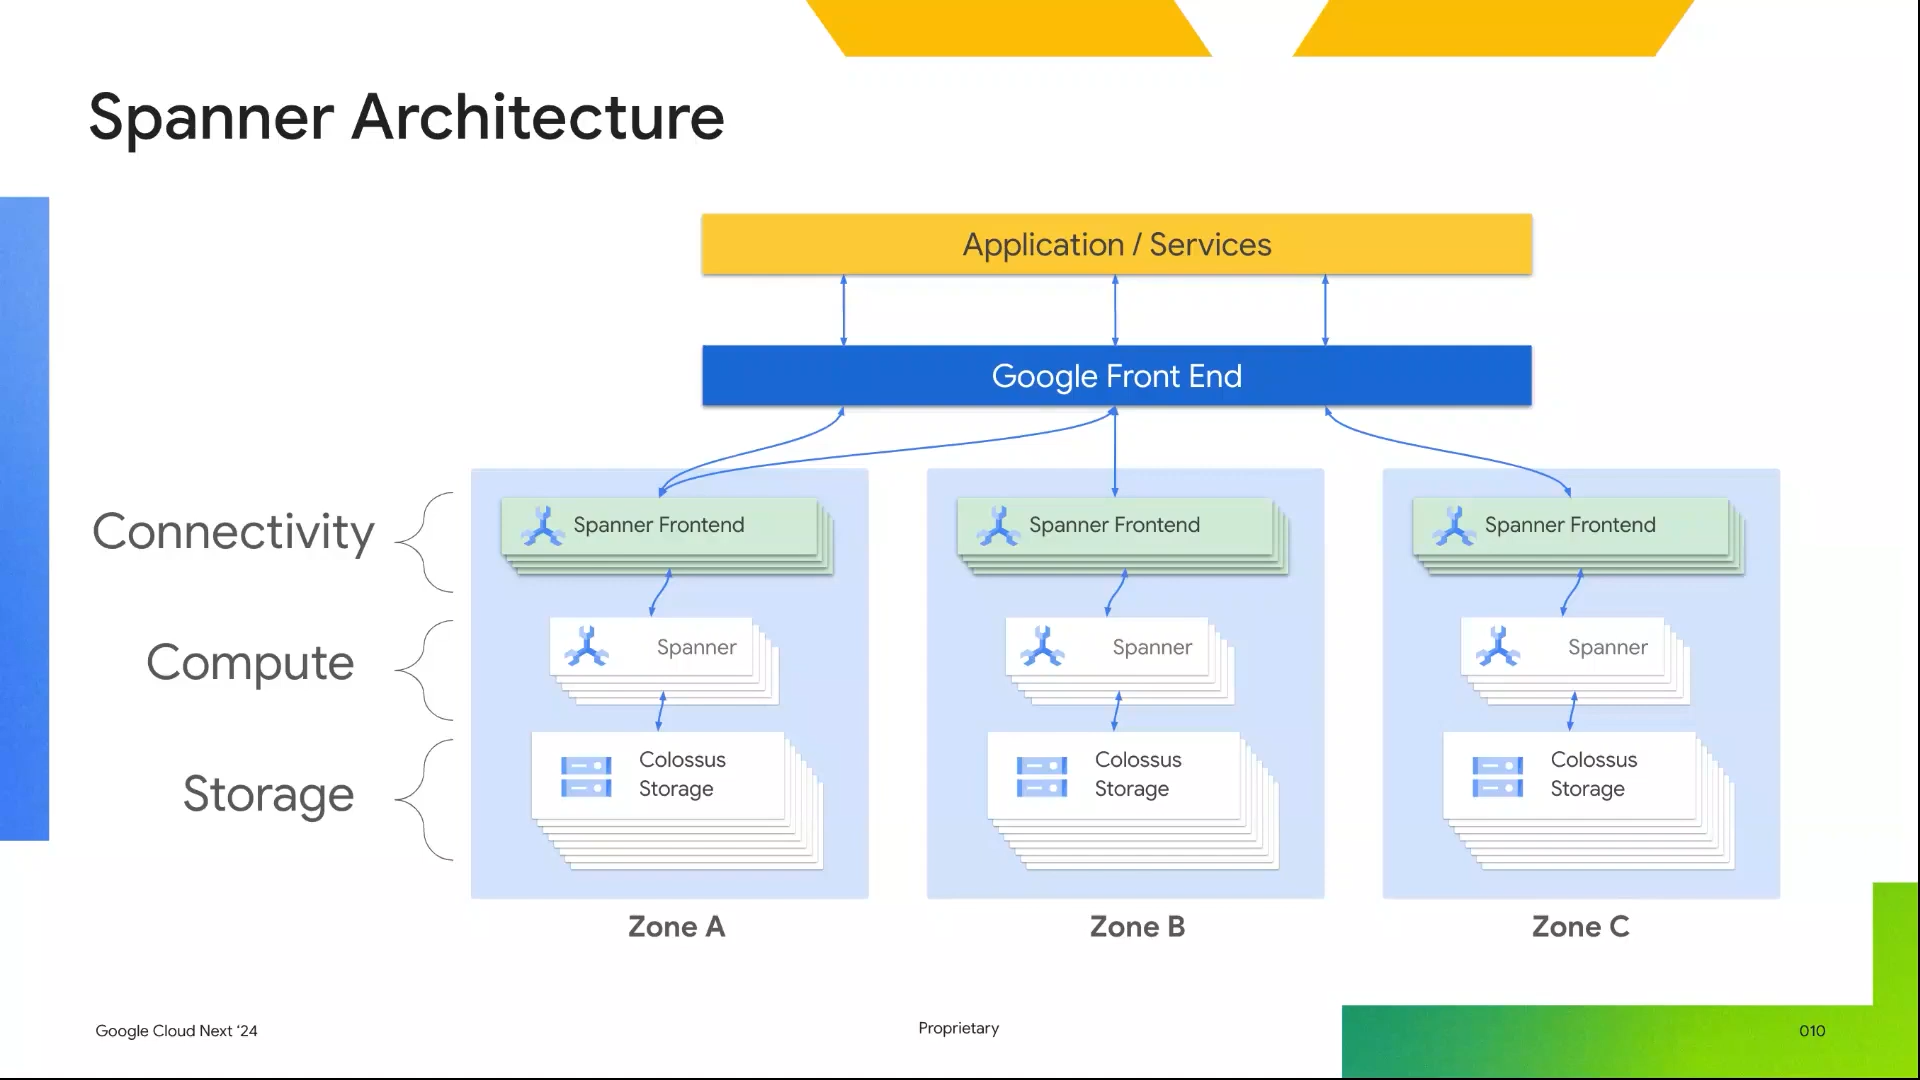 Spanner Architecture
Application / Services
Google Front End
Connectivity
Spanner Frontend
Spanner Frontend
Spanner Frontend
Compute
Spanner
Spanner
Spanner
Storage
Colossus
Storage
Colossus
Storage
Colossus
Storage
Zone A
Zone B
Zone C
Google Cloud Next ‘24
Proprietary
010